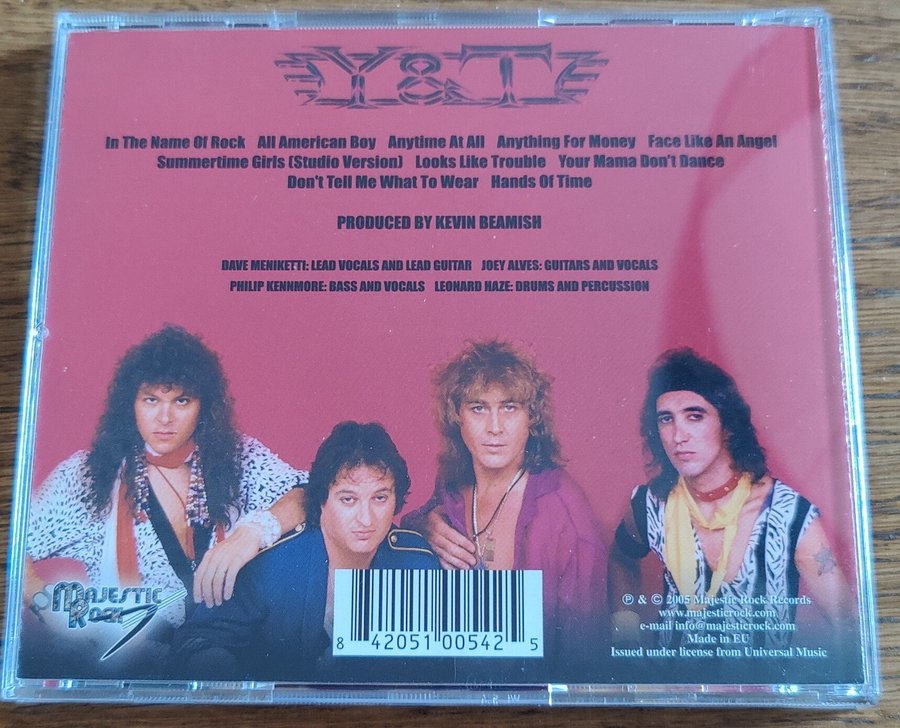 Y&T
In The Name Of Rock All American Boy Anytime At All Anything For Money Face Like An Angel
Summertime Girls (Studio Version) Looks Like Trouble Your Mama Don't Dance
Don't Tell Me What To Wear Hands Of Time
PRODUCED BY KEVIN BEAMISH
DAVE MENIKETTI: LEAD VOCALS AND LEAD GUITAR JOEY ALVES: GUITARS AND VOCALS
PHILIP KENNMORE: BASS AND VOCALS LEONARD HAZE: DRUMS AND PERCUSSION
MAJESTIC
ROCK
8 42051 00542 5
℗ & © 2005 Majestic Rock Records
www.majesticrock.com
e-mail info@majesticrock.com
Made in EU
Issued under license from Universal Music